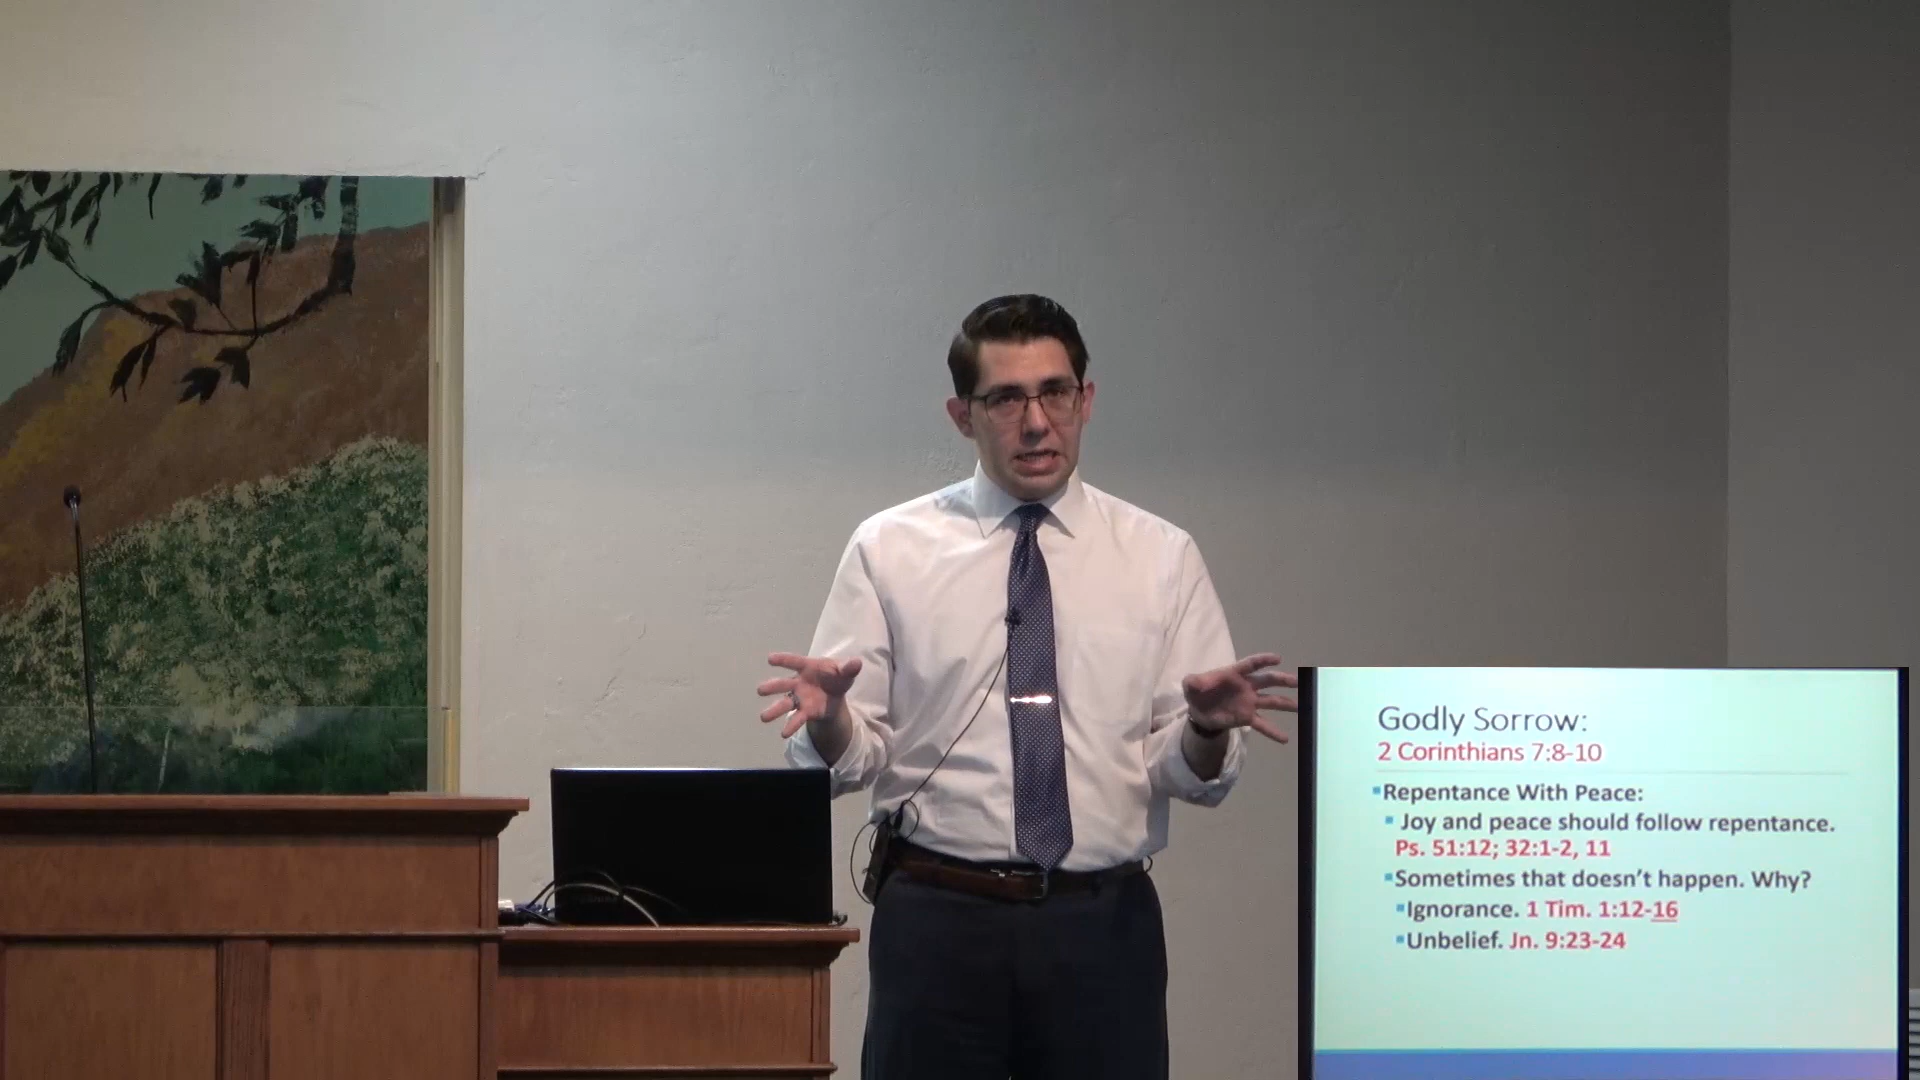 Godly Sorrow:
2 Corinthians 7:8-10
Repentance With Peace:
Joy and peace should follow repentance.
Ps. 51:12; 32:1-2, 11
Sometimes that doesn't happen. Why?
Ignorance. 1 Tim. 1:12-16
Unbelief. Jn. 9:23-24